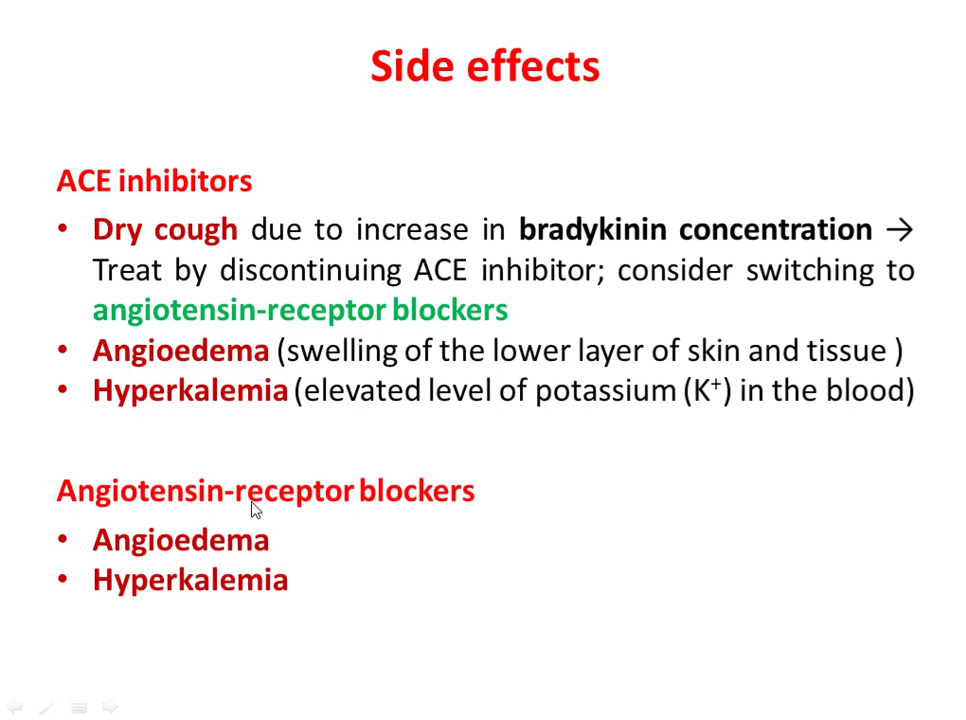 Side effects
ACE inhibitors
• Dry cough due to increase in bradykinin concentration →
Treat by discontinuing ACE inhibitor; consider switching to
angiotensin-receptor blockers
• Angioedema (swelling of the lower layer of skin and tissue )
• Hyperkalemia (elevated level of potassium (K⁺) in the blood)
Angiotensin-receptor blockers
• Angioedema
• Hyperkalemia